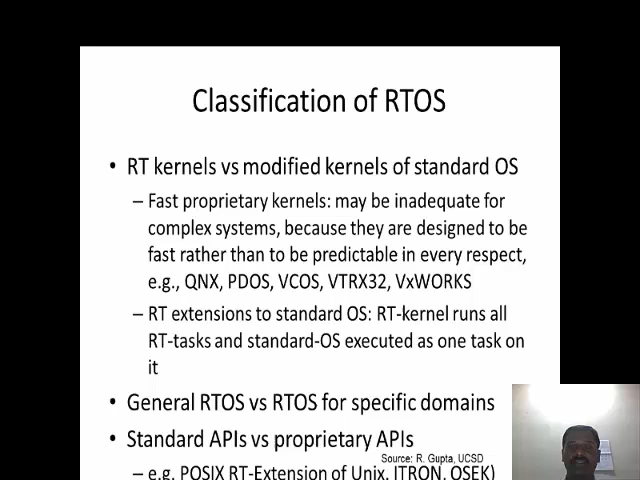 Classification of RTOS
• RT kernels vs modified kernels of standard OS
– Fast proprietary kernels: may be inadequate for
complex systems, because they are designed to be
fast rather than to be predictable in every respect,
e.g., QNX, PDOS, VCOS, VTRX32, VxWORKS
– RT extensions to standard OS: RT-kernel runs all
RT-tasks and standard-OS executed as one task on
it
• General RTOS vs RTOS for specific domains
• Standard APIs vs proprietary APIs
Source: R. Gupta, UCSD
– e.g. POSIX RT-Extension of Unix, ITRON, OSEK)